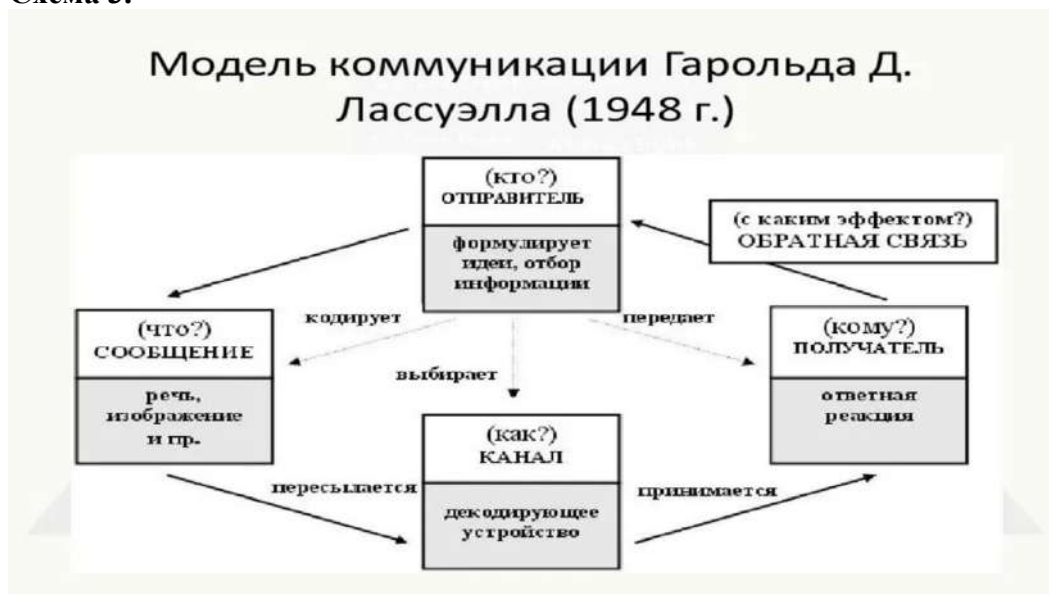 Схема 3.
Модель коммуникации Гарольда Д.
Лассуэлла (1948 г.)
(кто?)
ОТПРАВИТЕЛЬ
формулирует
идеи, отбор
информации
(с каким эффектом?)
ОБРАТНАЯ СВЯЗЬ
кодирует
выбирает
передает
(что?)
СООБЩЕНИЕ
речь,
изображение
и пр.
(кому?)
ПОЛУЧАТЕЛЬ
ответная
реакция
(как?)
КАНАЛ
декодирующее
устройство
пересылается
принимается